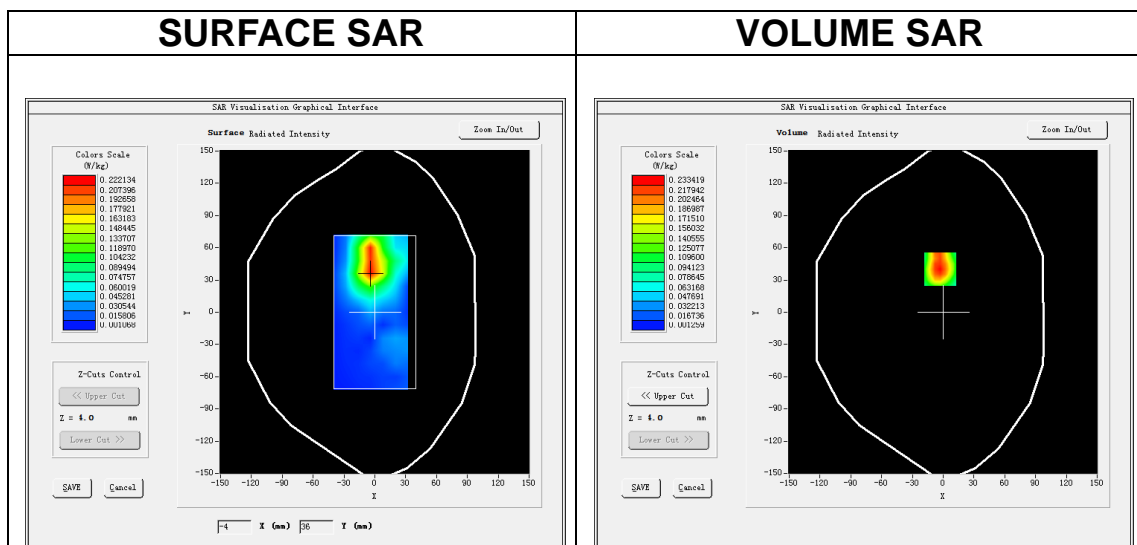 SURFACE SAR
VOLUME SAR
SAR Visualisation Graphical Interface
Surface Radiated Intensity
Zoom In/Out
Colors Scale
(W/kg)
0.222134
0.207396
0.192658
0.177921
0.163183
0.148445
0.133707
0.118970
0.104232
0.089494
0.074757
0.060019
0.045281
0.030544
0.015806
0.001068
150
120
90
60
30
0
-30
-60
-90
-120
-150
Y
-150 -120 -90 -60 -30 0 30 60 90 120 150
X
Z-Cuts Control
<< Upper Cut
Z = 4.0 mm
Lower Cut >>
SAVE Cancel
-4 X (mm) 36 Y (mm)
SAR Visualisation Graphical Interface
Volume Radiated Intensity
Zoom In/Out
Colors Scale
(W/kg)
0.233419
0.217942
0.202464
0.186987
0.171510
0.156032
0.140555
0.125077
0.109600
0.094123
0.078645
0.063168
0.047691
0.032213
0.016736
0.001259
150
120
90
60
30
0
-30
-60
-90
-120
-150
Y
-150 -120 -90 -60 -30 0 30 60 90 120 150
X
Z-Cuts Control
<< Upper Cut
Z = 4.0 mm
Lower Cut >>
SAVE Cancel